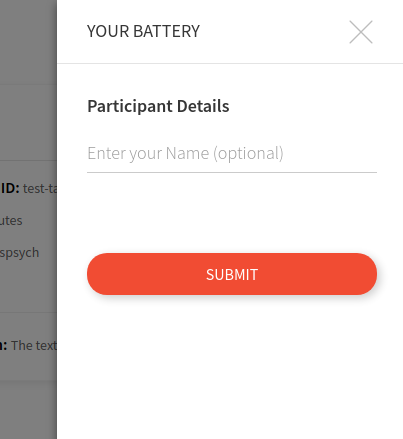 YOUR BATTERY
Participant Details
Enter your Name (optional)
ID: test-ta
utes
spsych
SUBMIT
: The text